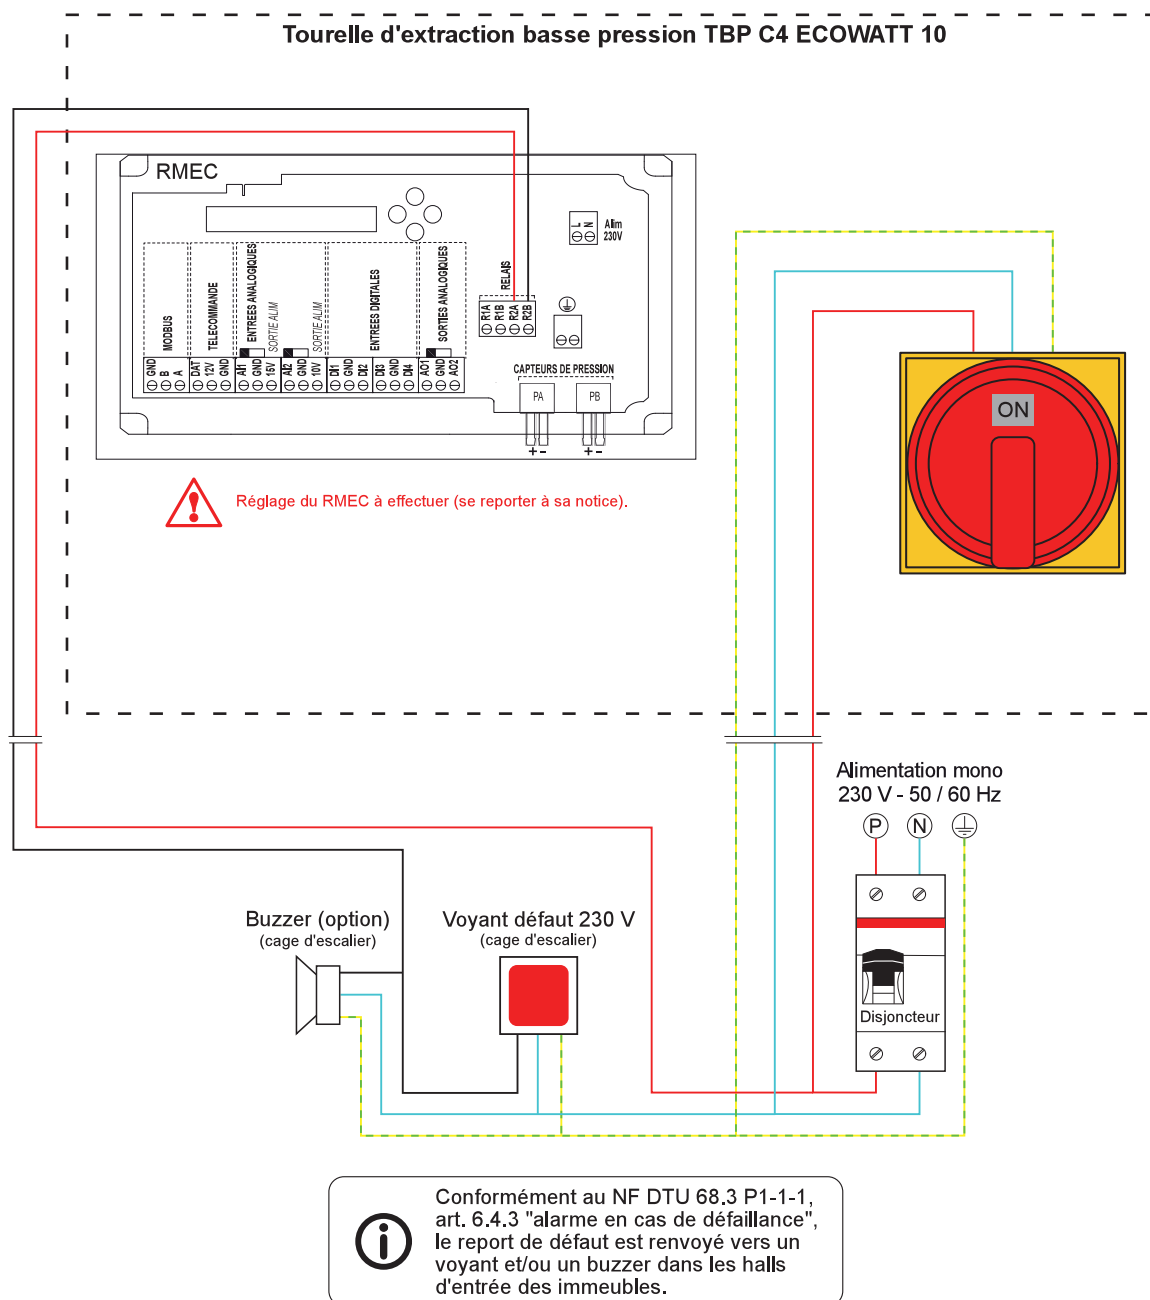 Tourelle d'extraction basse pression TBP C4 ECOWATT 10
RMEC
L
N
Alim
230V
MODBUS
TELECOMMANDE
ENTREES ANALOGIQUES
SORTIE ALIM
SORTIE ALIM
ENTREES DIGITALES
SORTIES ANALOGIQUES
RELAIS
R1A
R1B
R2A
R2B
GND
B
A
DAT
12V
GND
AI1
GND
15V
AI2
GND
10V
DI1
GND
DI2
DI3
GND
DI4
AO1
GND
AO2
CAPTEURS DE PRESSION
PA
PB
+ -
+ -
ON
Réglage du RMEC à effectuer (se reporter à sa notice).
Alimentation mono
230 V - 50 / 60 Hz
P
N
Disjoncteur
Buzzer (option)
(cage d'escalier)
Voyant défaut 230 V
(cage d'escalier)
Conformément au NF DTU 68.3 P1-1-1,
art. 6.4.3 "alarme en cas de défaillance",
le report de défaut est renvoyé vers un
voyant et/ou un buzzer dans les halls
d'entrée des immeubles.